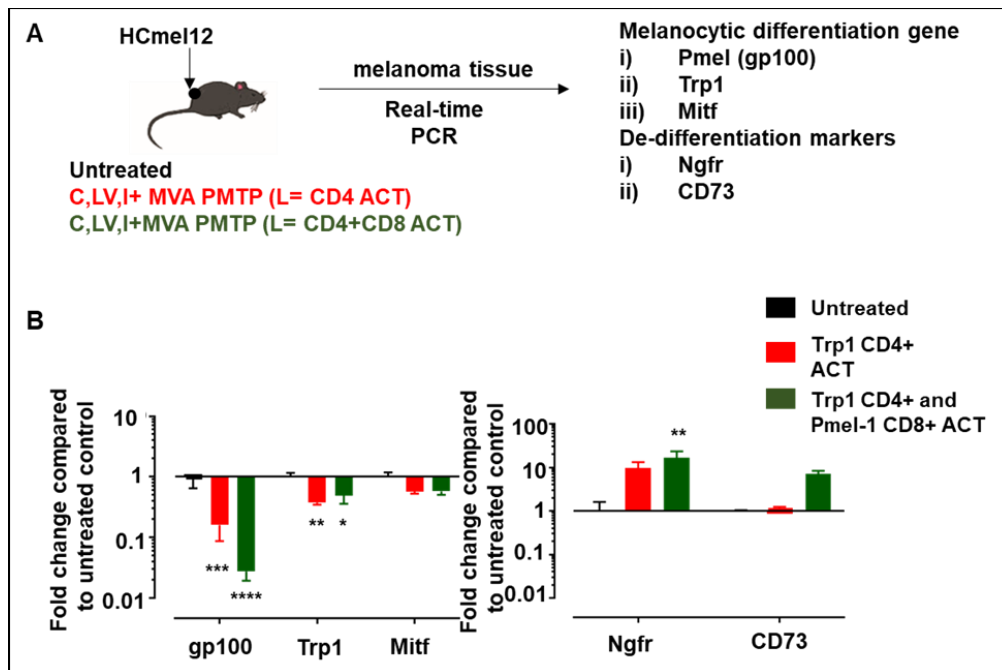 A
HCmel12
melanoma tissue
Real-time
PCR
Untreated
C,LV,I+ MVA PMTP (L= CD4 ACT)
C,LV,I+MVA PMTP (L= CD4+CD8 ACT)
Melanocytic differentiation gene
i) Pmel (gp100)
ii) Trp1
iii) Mitf
De-differentiation markers
i) Ngfr
ii) CD73
B
Untreated
Trp1 CD4+
ACT
Trp1 CD4+ and
Pmel-1 CD8+ ACT
Fold change compared
to untreated control
10
1
0.1
0.01
***
****
**
*
gp100 Trp1 Mitf
Fold change compared
to untreated control
100
10
1
0.1
0.01
**
Ngfr CD73